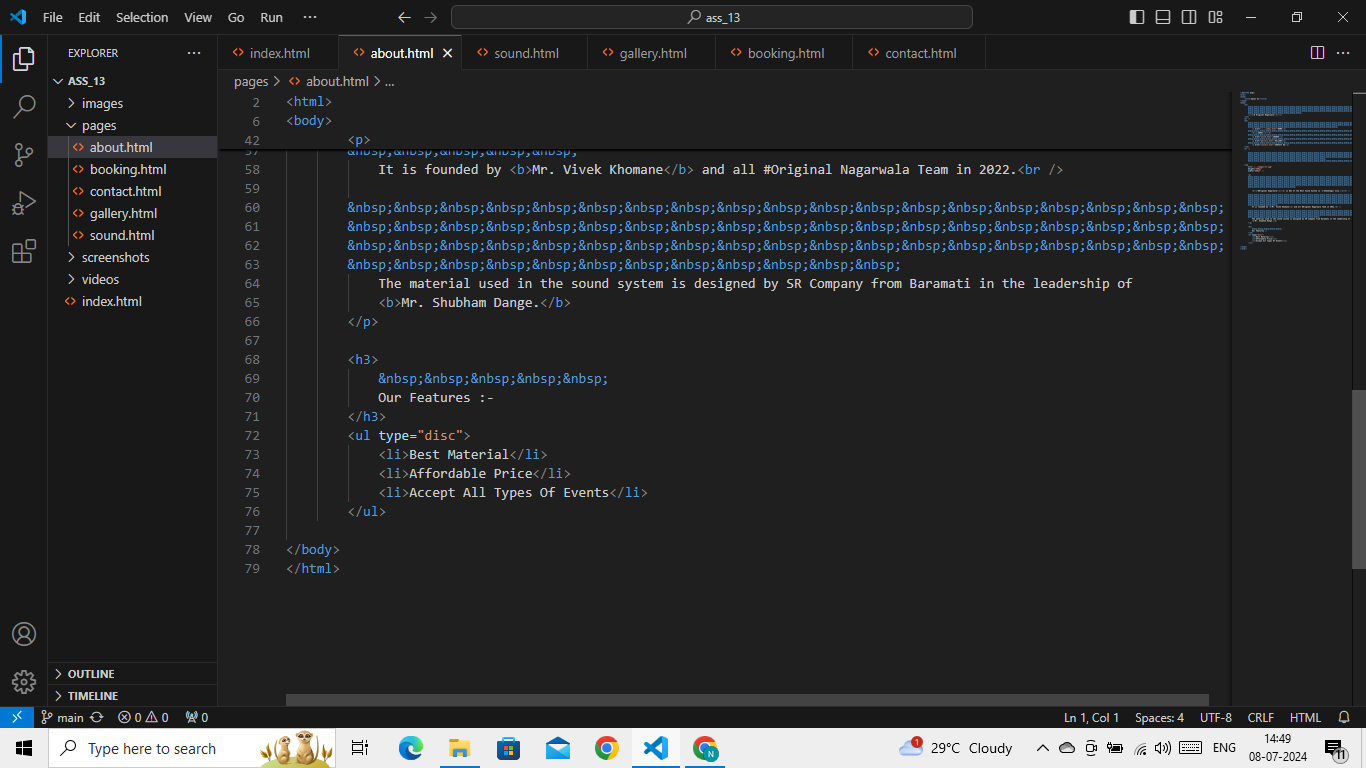 File Edit Selection View Go Run ··· ass_13
EXPLORER ···
index.html about.html sound.html gallery.html booking.html contact.html ···
pages > about.html > ...
ASS_13
images
pages
about.html
booking.html
contact.html
gallery.html
sound.html
screenshots
videos
index.html
OUTLINE
TIMELINE
2 <html>
6 <body>
42 <p>
57 &nbsp;&nbsp;&nbsp;&nbsp;&nbsp;
58 It is founded by <b>Mr. Vivek Khomane</b> and all #Original Nagarwala Team in 2022.<br />
59
60 &nbsp;&nbsp;&nbsp;&nbsp;&nbsp;&nbsp;&nbsp;&nbsp;&nbsp;&nbsp;&nbsp;&nbsp;&nbsp;&nbsp;&nbsp;&nbsp;&nbsp;&nbsp;&nbsp;
61 &nbsp;&nbsp;&nbsp;&nbsp;&nbsp;&nbsp;&nbsp;&nbsp;&nbsp;&nbsp;&nbsp;&nbsp;&nbsp;&nbsp;&nbsp;&nbsp;&nbsp;&nbsp;&nbsp;
62 &nbsp;&nbsp;&nbsp;&nbsp;&nbsp;&nbsp;&nbsp;&nbsp;&nbsp;&nbsp;&nbsp;&nbsp;&nbsp;&nbsp;&nbsp;&nbsp;&nbsp;&nbsp;&nbsp;
63 &nbsp;&nbsp;&nbsp;&nbsp;&nbsp;&nbsp;&nbsp;&nbsp;&nbsp;&nbsp;&nbsp;&nbsp;
64 The material used in the sound system is designed by SR Company from Baramati in the leadership of
65 <b>Mr. Shubham Dange.</b>
66 </p>
67
68 <h3>
69 &nbsp;&nbsp;&nbsp;&nbsp;&nbsp;
70 Our Features :-
71 </h3>
72 <ul type="disc">
73 <li>Best Material</li>
74 <li>Affordable Price</li>
75 <li>Accept All Types Of Events</li>
76 </ul>
77
78 </body>
79 </html>
main 0 0 0 Ln 1, Col 1 Spaces: 4 UTF-8 CRLF HTML
Type here to search N 1 29°C Cloudy ENG 14:49
08-07-2024 11